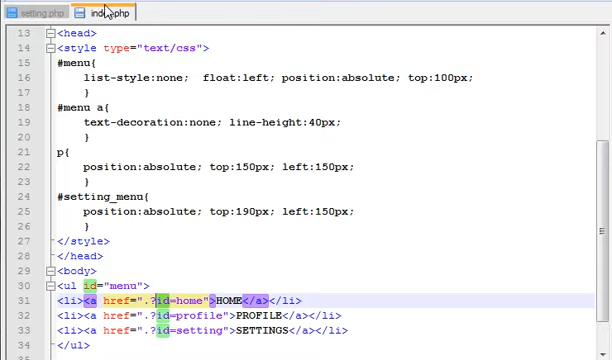 setting.php index.php
13 <head>
14 <style type="text/css">
15 #menu{
16 list-style:none; float:left; position:absolute; top:100px;
17 }
18 #menu a{
19 text-decoration:none; line-height:40px;
20 }
21 p{
22 position:absolute; top:150px; left:150px;
23 }
24 #setting_menu{
25 position:absolute; top:190px; left:150px;
26 }
27 </style>
28 </head>
29 <body>
30 <ul id="menu">
31 <li><a href=".?id=home">HOME</a></li>
32 <li><a href=".?id=profile">PROFILE</a></li>
33 <li><a href=".?id=setting">SETTINGS</a></li>
34 </ul>